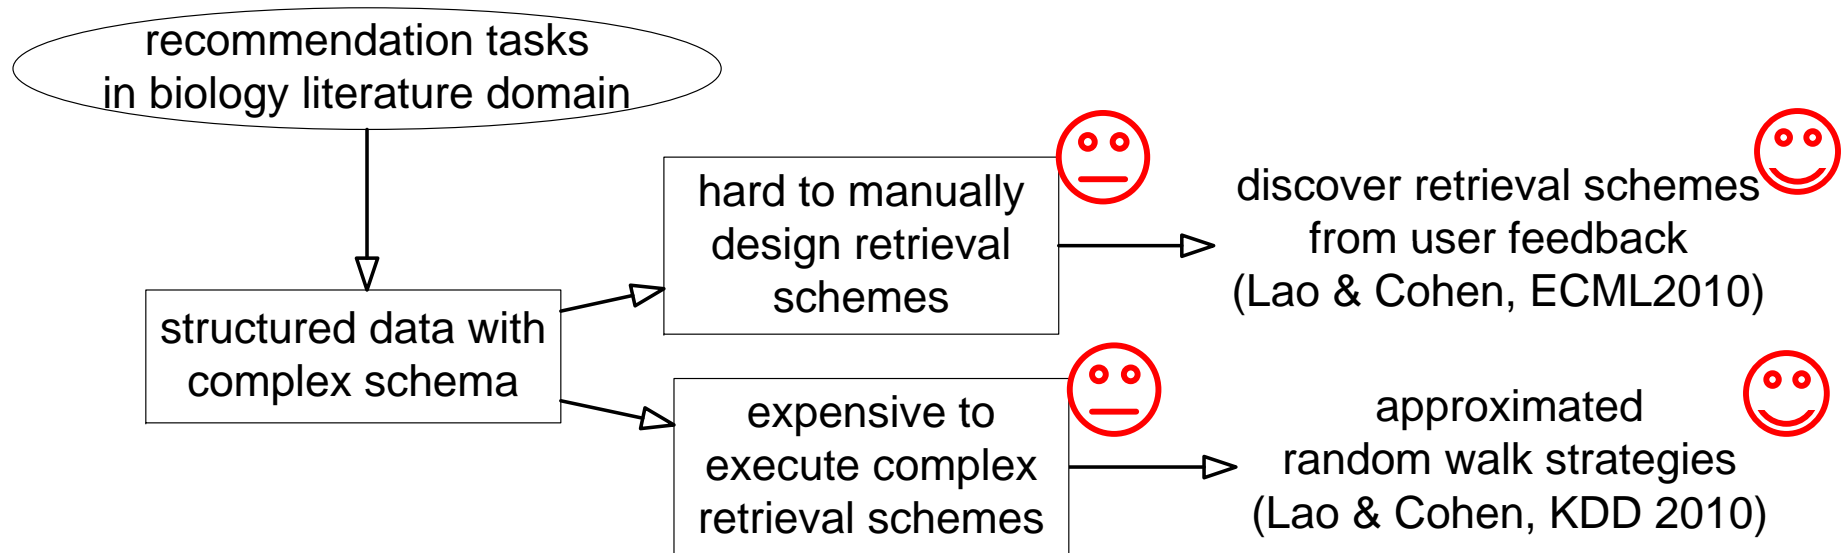 recommendation tasks
in biology literature domain
structured data with
complex schema
hard to manually
design retrieval
schemes
discover retrieval schemes
from user feedback
(Lao & Cohen, ECML2010)
expensive to
execute complex
retrieval schemes
approximated
random walk strategies
(Lao & Cohen, KDD 2010)